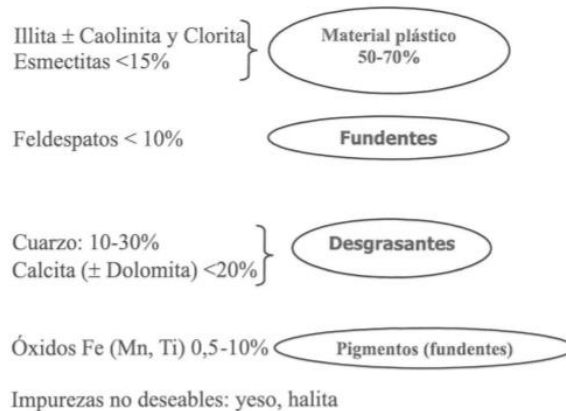 Illita ± Caolinita y Clorita
Esmectitas <15%
Material plástico
50-70%
Feldespatos < 10%
Fundentes
Cuarzo: 10-30%
Calcita (± Dolomita) <20%
Desgrasantes
Óxidos Fe (Mn, Ti) 0,5-10%
Pigmentos (fundentes)
Impurezas no deseables: yeso, halita